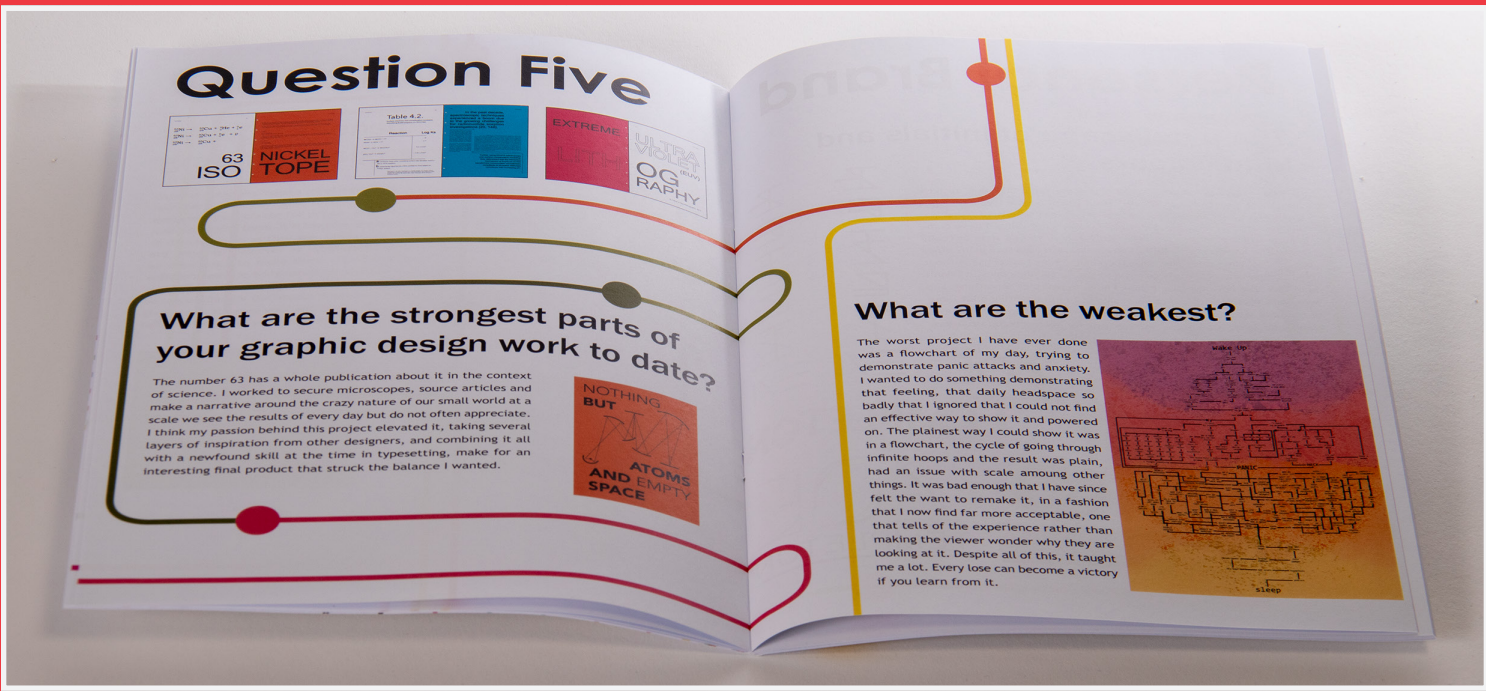 Question Five
63
ISO
NICKEL
TOPE
Table 4.2.
EXTREME
LITH
ULTRA
VIOLET
(EUV)
OG
RAPHY
What are the strongest parts of
your graphic design work to date?
The number 63 has a whole publication about it in the context
of science. I worked to secure microscopes, source articles and
make a narrative around the crazy nature of our small world at a
scale we see the results of every day but do not often appreciate.
I think my passion behind this project elevated it, taking several
layers of inspiration from other designers, and combining it all
with a newfound skill at the time in typesetting, make for an
interesting final product that struck the balance I wanted.
NOTHING
BUT
ATOMS
AND EMPTY
SPACE
What are the weakest?
The worst project I have ever done
was a flowchart of my day, trying to
demonstrate panic attacks and anxiety.
I wanted to do something demonstrating
that feeling, that daily headspace so
badly that I ignored that I could not find
an effective way to show it and powered
on. The plainest way I could show it was
in a flowchart, the cycle of going through
infinite hoops and the result was plain,
had an issue with scale amoung other
things. It was bad enough that I have since
felt the want to remake it, in a fashion
that I now find far more acceptable, one
that tells of the experience rather than
making the viewer wonder why they are
looking at it. Despite all of this, it taught
me a lot. Every lose can become a victory
if you learn from it.
wake up
PANIC
sleep